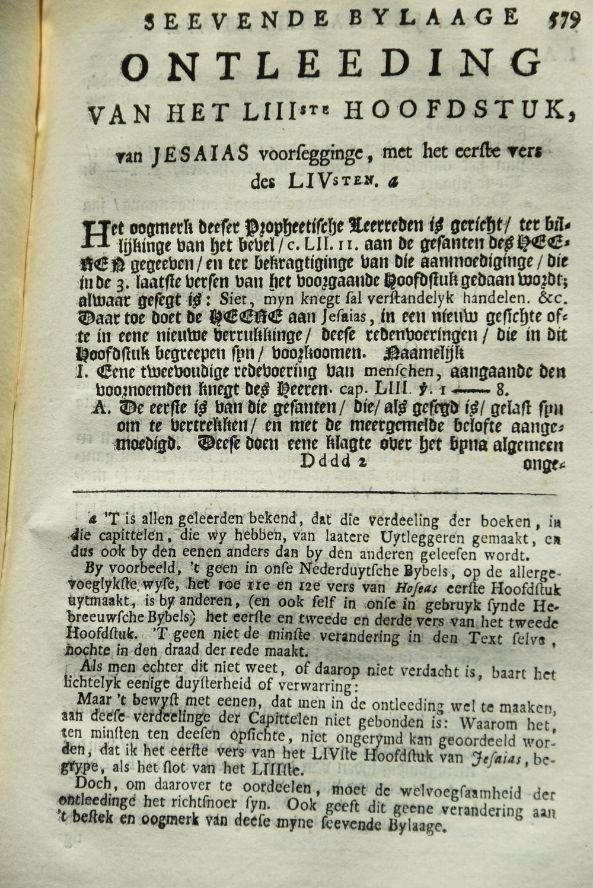 SEEVENDE BYLAAGE 579
ONTLEEDING
VAN HET LIIISTE HOOFDSTUK,
van JESAIAS voorsegginge, met het eerste vers
des LIVSTEN. a
Het oogmerk deeser Propheetische Leerreden is gericht/ ter bil-
lijkinge van het bevel/ c. LII. 11. aan de gesanten des HEE-
REN gegeeven/ en ter bekragtiginge van die aanmoediginge/ die
in de 3. laatste versen van het voorgaande Hoofdstuk gedaan wordt;
alwaar gesegt is: Siet, myn knegt sal verstandelyk handelen. &c.
Daar toe doet de HEERE aan Jesaias, in een nieuw gesichte of-
te in eene nieuwe verrukkinge/ deese redenvoeringen/ die in dit
Hoofdstuk begreepen syn/ voorkoomen. Naamelijk
I. Eene tweevoudige redevoering van menschen, aangaande den
voornoemden knegt des Heeren. cap. LIII. ỳ. 1 —— 8.
A. De eerste is van die gesanten/ die/ als gesegd is/ gelast syn
om te vertrekken/ en met de meergemelde belofte aange-
moedigd. Deese doen eene klagte over het byna algemeen
Dddd 2 onge-
a 'T is allen geleerden bekend, dat die verdeeling der boeken, in
die capittelen, die wy hebben, van laatere Uytleggeren gemaakt, en
dus ook by den eenen anders dan by den anderen geleesen wordt.
By voorbeeld, 't geen in onse Nederduytsche Bybels, op de allerge-
voeglykste wyse, het 10e 11e en 12e vers van Hoseas eerste Hoofdstuk
uytmaakt, is by anderen, (en ook self in onse in gebruyk synde He-
breeuwsche Bybels) het eerste en tweede en derde vers van het tweede
Hoofdstuk. 'T geen niet de minste verandering in den Text selve,
nochte in den draad der rede maakt.
Als men echter dit niet weet, of daarop niet verdacht is, baart het
lichtelyk eenige duysterheid of verwarring:
Maar 't bewyst met eenen, dat men in de ontleeding wel te maaken,
aan deese verdeelinge der Capittelen niet gebonden is: Waarom het,
ten minsten ten deesen opsichte, niet ongerymd kan geoordeeld wor-
den, dat ik het eerste vers van het LIVste Hoofdstuk van Jesaias, be-
grype, als het slot van het LIIIste.
Doch, om daarover te oordeelen, moet de welvoegsaamheid der
ontleedinge het richtsnoer syn. Ook geeft dit geene verandering aan
't bestek en oogmerk van deese myne seevende Bylaage.